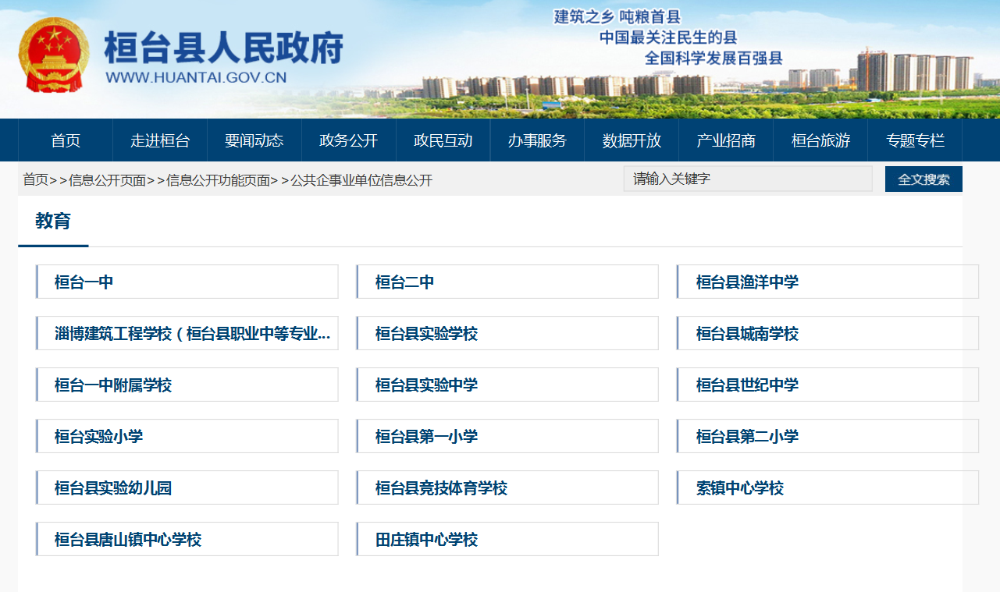 桓台县人民政府
WWW.HUANTAI.GOV.CN
建筑之乡 吨粮首县
中国最关注民生的县
全国科学发展百强县
首页 走进桓台 要闻动态 政务公开 政民互动 办事服务 数据开放 产业招商 桓台旅游 专题专栏
首页>>信息公开页面>>信息公开功能页面>>公共企事业单位信息公开 请输入关键字 全文搜索
教育
桓台一中 桓台二中 桓台县渔洋中学
淄博建筑工程学校（桓台县职业中等专业... 桓台县实验学校 桓台县城南学校
桓台一中附属学校 桓台县实验中学 桓台县世纪中学
桓台实验小学 桓台县第一小学 桓台县第二小学
桓台县实验幼儿园 桓台县竞技体育学校 索镇中心学校
桓台县唐山镇中心学校 田庄镇中心学校